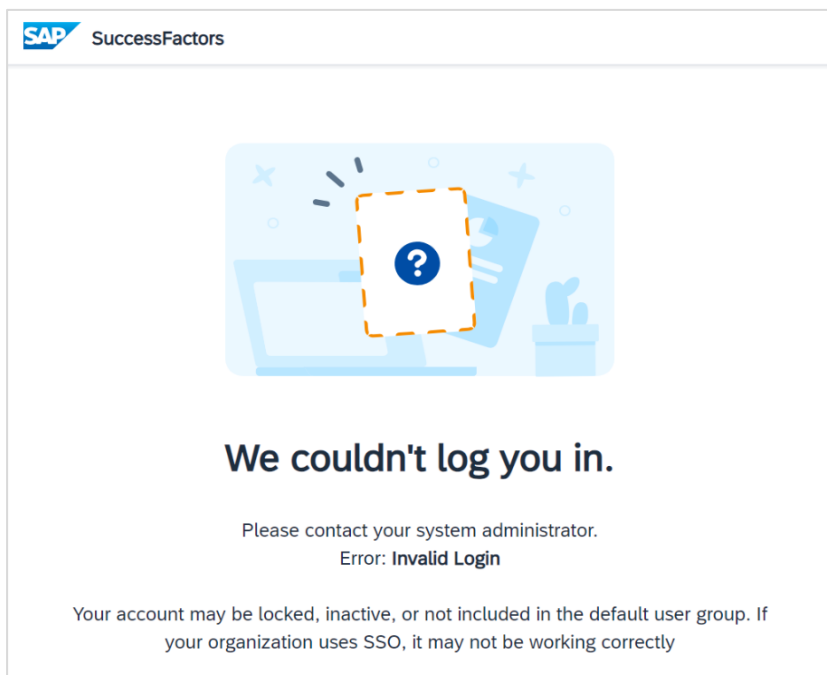 SAP SuccessFactors
?
We couldn't log you in.
Please contact your system administrator.
Error: Invalid Login
Your account may be locked, inactive, or not included in the default user group. If
your organization uses SSO, it may not be working correctly